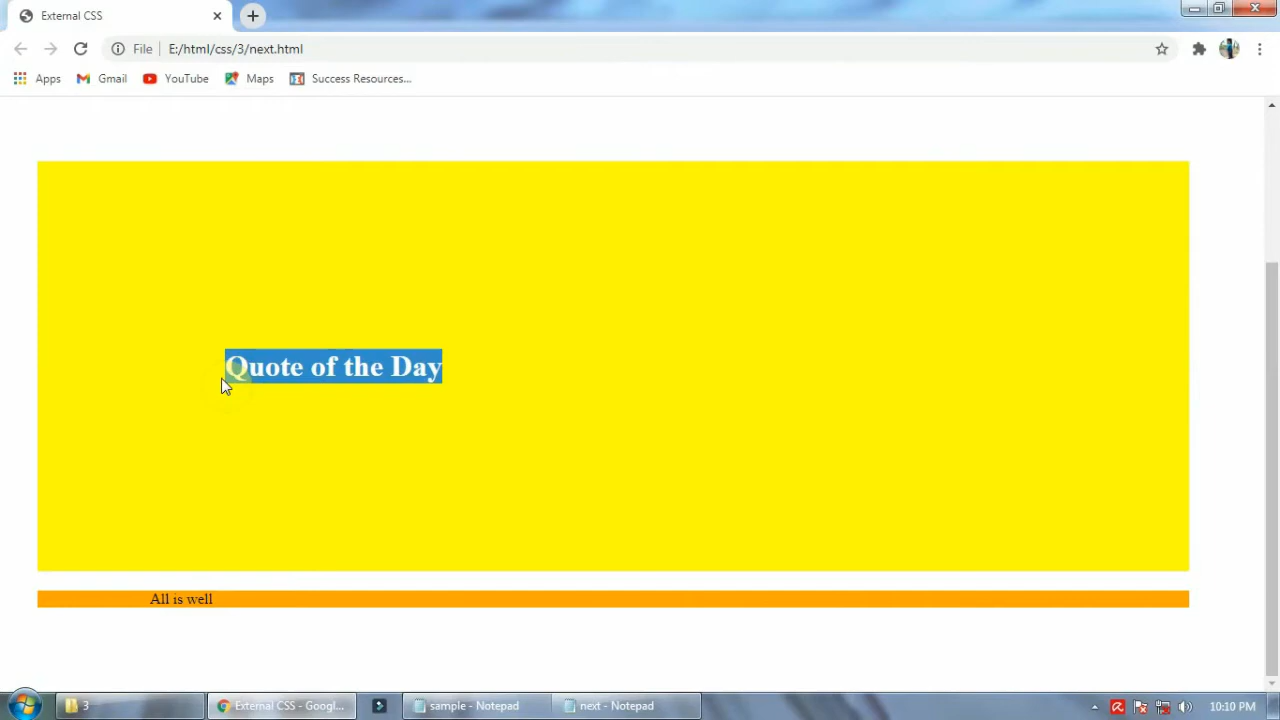 External CSS
File E:/html/css/3/next.html
Apps Gmail YouTube Maps Success Resources...
Quote of the Day
All is well
3 External CSS - Googl... sample - Notepad next - Notepad 10:10 PM